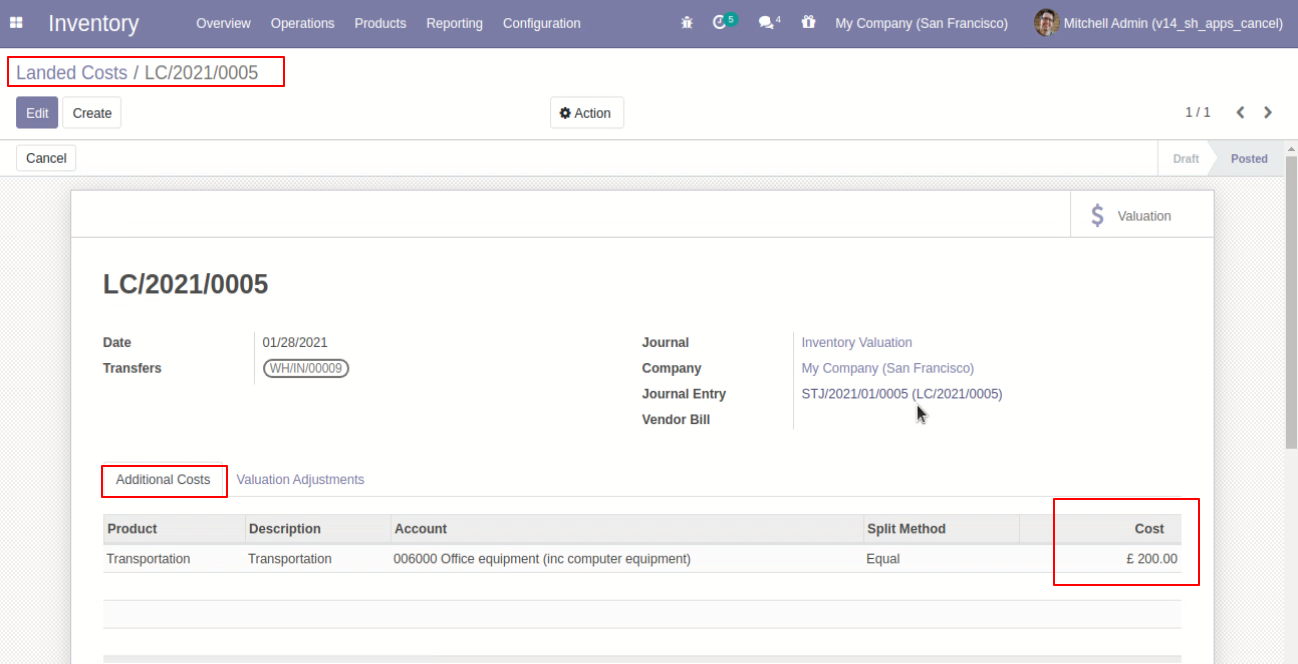 Inventory Overview Operations Products Reporting Configuration 5 4 My Company (San Francisco) Mitchell Admin (v14_sh_apps_cancel)
Landed Costs / LC/2021/0005
Edit Create Action 1 / 1
Cancel Draft Posted
$ Valuation
LC/2021/0005
Date 01/28/2021 Journal Inventory Valuation
Transfers WH/IN/00009 Company My Company (San Francisco)
Journal Entry STJ/2021/01/0005 (LC/2021/0005)
Vendor Bill
Additional Costs Valuation Adjustments
Product Description Account Split Method Cost
Transportation Transportation 006000 Office equipment (inc computer equipment) Equal £ 200.00